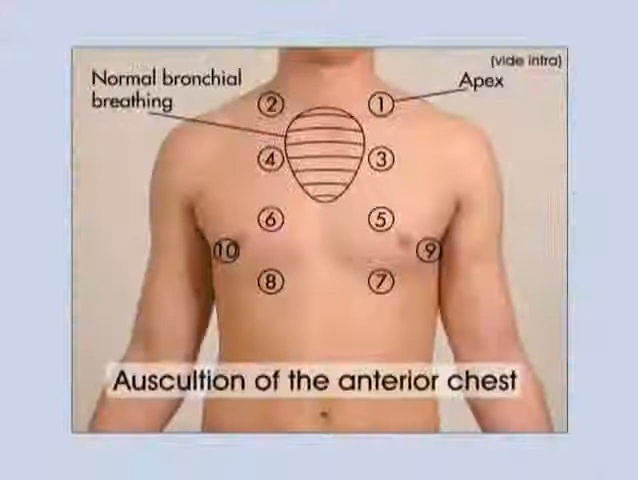 (vide intra)
Normal bronchial
breathing
Apex
2 1
4 3
6 5
10 9
8 7
Auscultion of the anterior chest